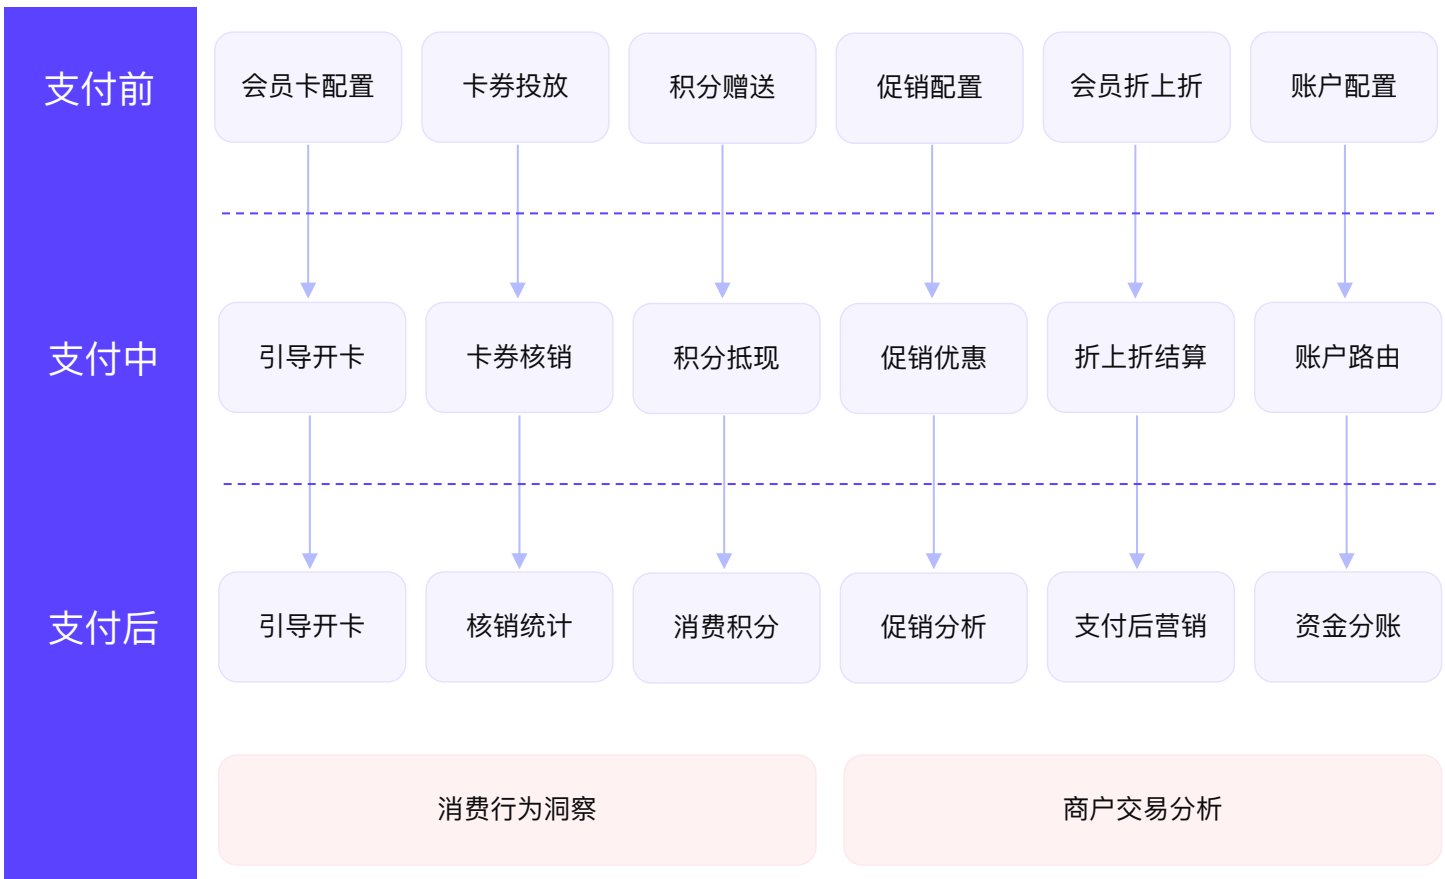 支付前
会员卡配置
卡券投放
积分赠送
促销配置
会员折上折
账户配置
支付中
引导开卡
卡券核销
积分抵现
促销优惠
折上折结算
账户路由
支付后
引导开卡
核销统计
消费积分
促销分析
支付后营销
资金分账
消费行为洞察
商户交易分析